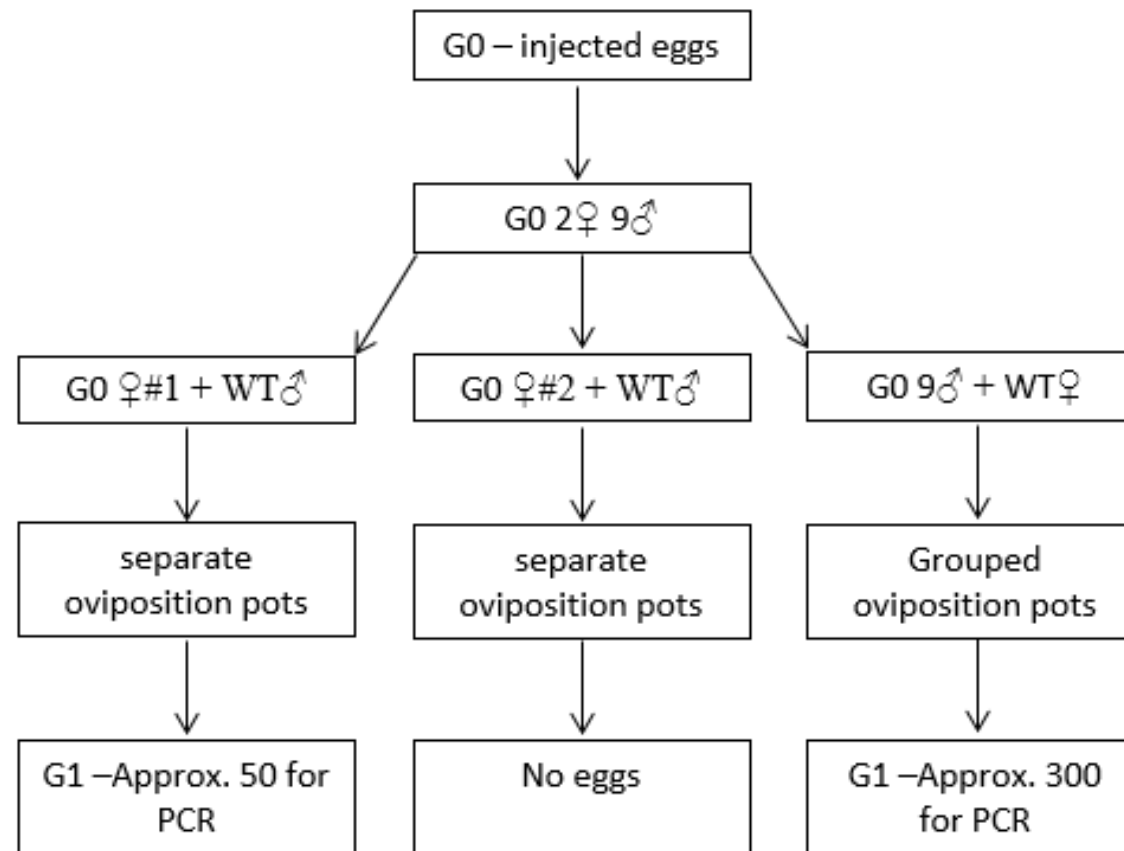 G0 – injected eggs
G0 2♀ 9♂
G0 ♀#1 + WT♂
G0 ♀#2 + WT♂
G0 9♂ + WT♀
separate
oviposition pots
separate
oviposition pots
Grouped
oviposition pots
G1 –Approx. 50 for
PCR
No eggs
G1 –Approx. 300
for PCR